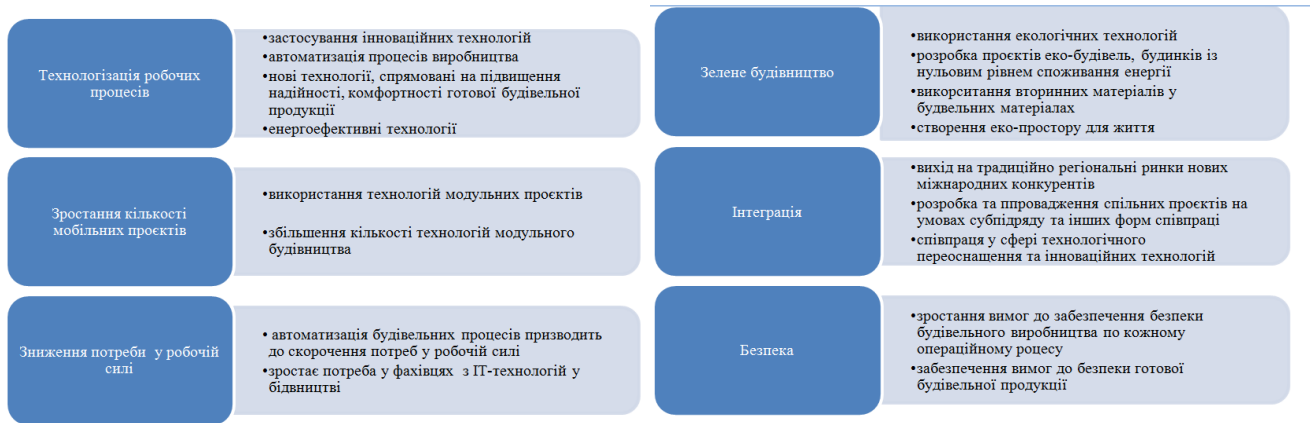 Технологізація робочих
процесів
•застосування інноваційних технологій
•автоматизація процесів виробництва
•нові технології, спрямовані на підвищення
надійності, комфортності готової будівельної
продукції
•енергоефективні технології
Зростання кількості
мобільних проєктів
•використання технологій модульних проєктів
•збільшення кількості технологій модульного
будівництва
Зниження потреби у робочій
силі
• автоматизація будівельних процесів призводить
до скорочення потреб у робочій силі
•зростає потреба у фахівцях з ІТ-технологій у
бідвництві
Зелене будівництво
•використання екологічних технологій
•розробка проєктів еко-будівель, будинків із
нульовим рівнем споживання енергії
•викорситання вторинних матеріалів у
будвельних матеріалах
•створення еко-простору для життя
Інтеграція
•вихід на традиційно регіональні ринки нових
міжнародних конкурентів
•розробка та ппровадження спільних проєктів на
умовах субпідряду та інших форм співпраці
•співпраця у сфері технологічного
переоснащення та інноваційних технологій
Безпека
•зростання вимог до забезпечення безпеки
будівельного виробництва по кожному
операційному роцесу
•забезпечення вимог до безпеки готової
будівельної продукції